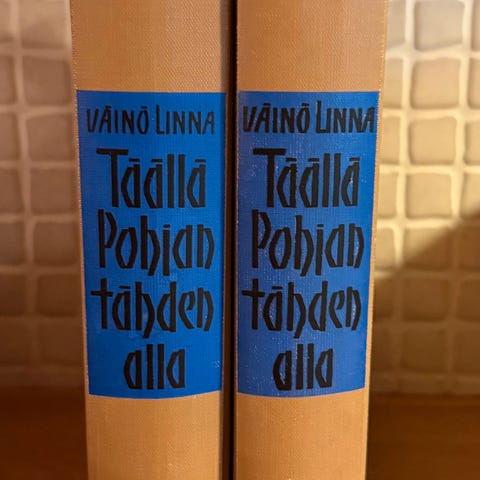 VÄINÖ LINNA
Täällä
Pohjan
tähden
alla
VÄINÖ LINNA
Täällä
Pohjan
tähden
alla